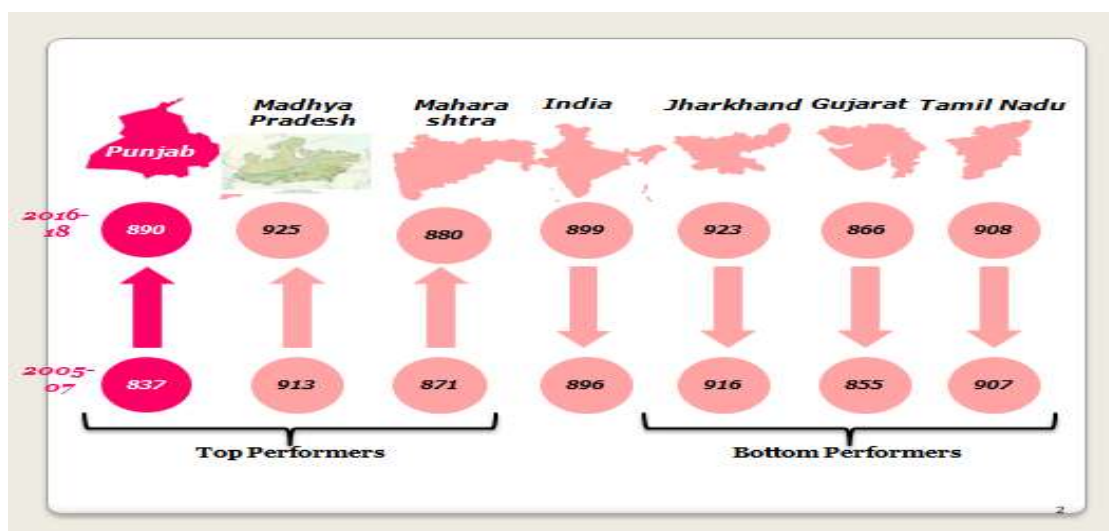 Punjab
Madhya
Pradesh
Mahara
shtra
India
Jharkhand
Gujarat
Tamil Nadu
2016-
18
890
925
880
899
923
866
908
2005-
07
837
913
871
896
916
855
907
Top Performers
Bottom Performers
2